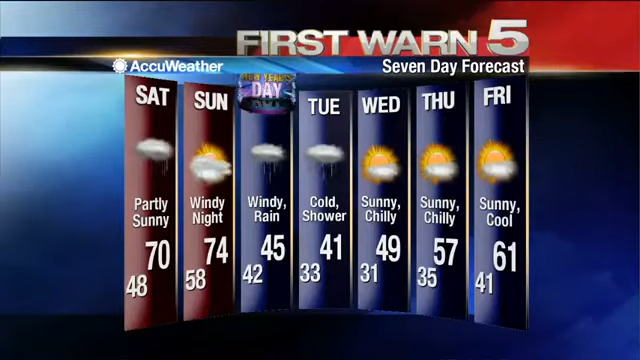 FIRST WARN 5
AccuWeather
Seven Day Forecast
SAT
SUN
NEW YEAR'S
DAY
TUE
WED
THU
FRI
Partly
Sunny
Windy
Night
Windy,
Rain
Cold,
Shower
Sunny,
Chilly
Sunny,
Chilly
Sunny,
Cool
70
48
74
58
45
42
41
33
49
31
57
35
61
41